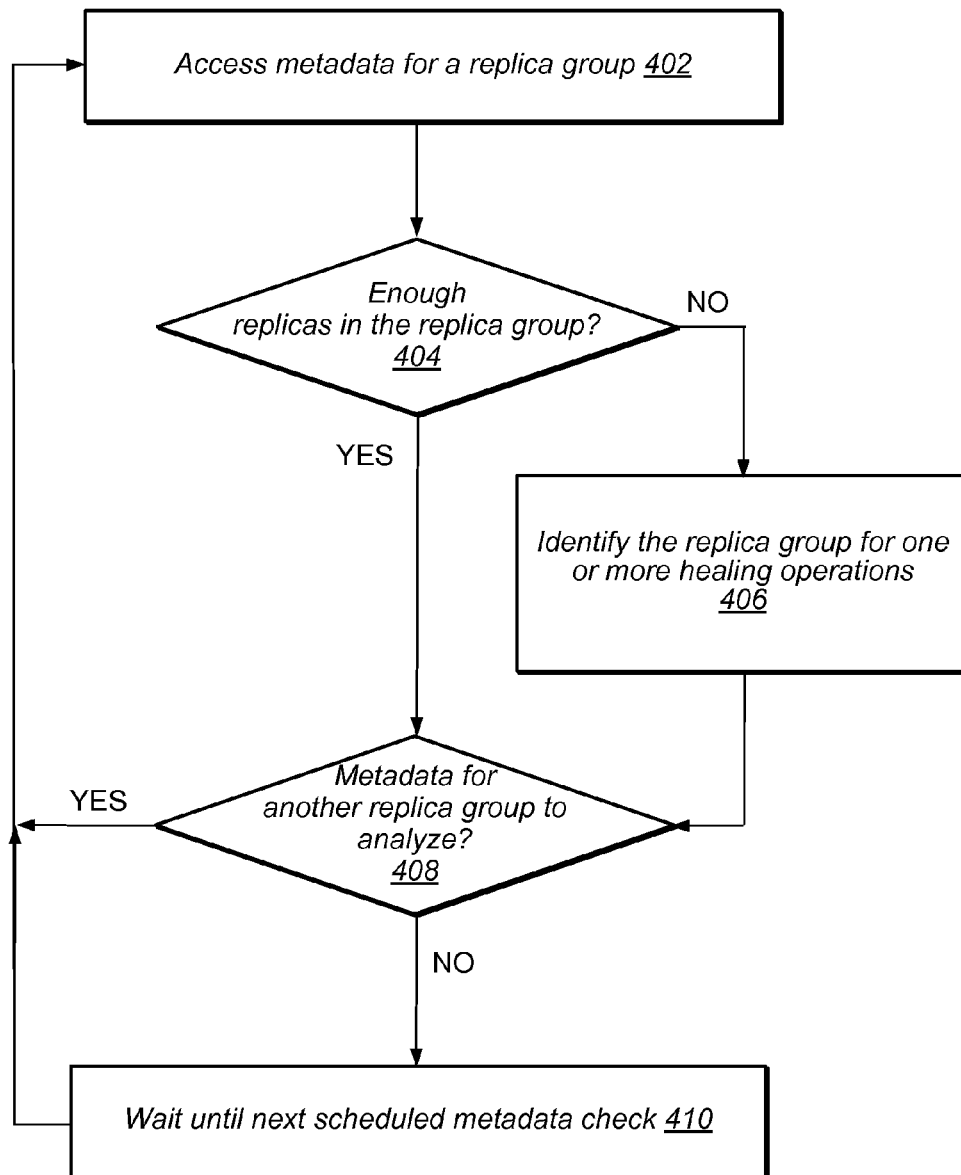 Access metadata for a replica group 402
Enough
replicas in the replica group?
404
NO
YES
Identify the replica group for one
or more healing operations
406
Metadata for
another replica group to
analyze?
408
YES
NO
Wait until next scheduled metadata check 410